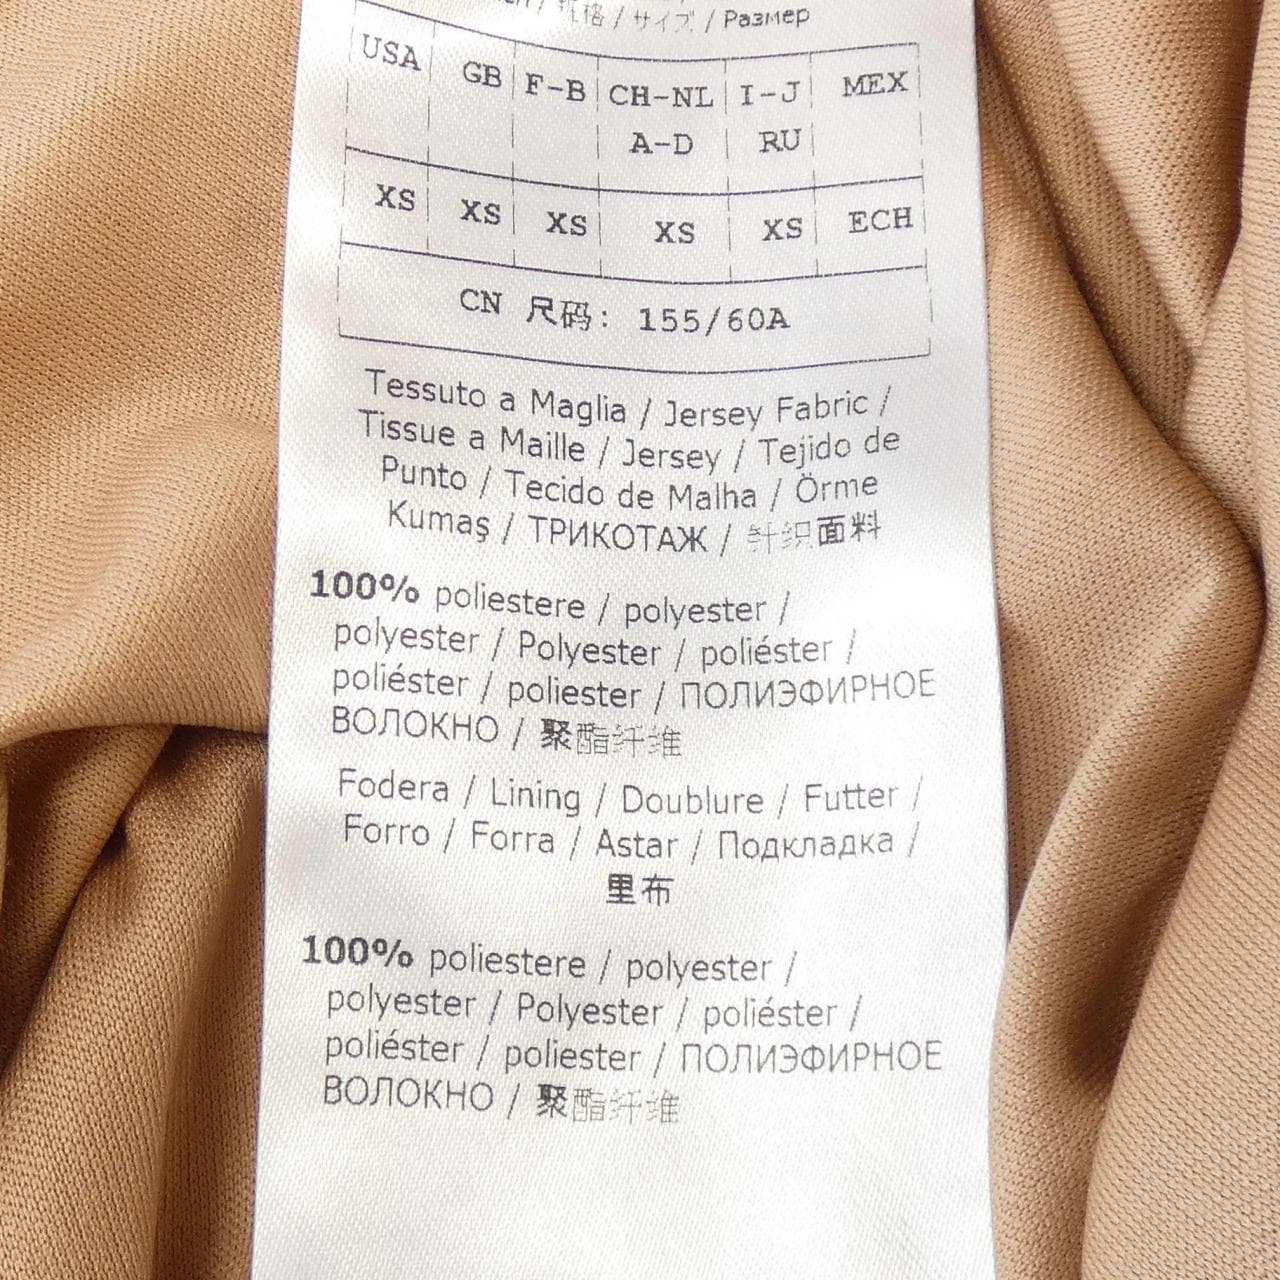 / サイズ / Размер
USA GB F-B CH-NL I-J MEX
A-D RU
XS XS XS XS XS ECH
CN 尺码: 155/60A
Tessuto a Maglia / Jersey Fabric /
Tissue a Maille / Jersey / Tejido de
Punto / Tecido de Malha / Örme
Kumaş / ТРИКОТАЖ / 针织面料
100% poliestere / polyester /
polyester / Polyester / poliéster /
poliéster / poliester / ПОЛИЭФИРНОЕ
ВОЛОКНО / 聚酯纤维
Fodera / Lining / Doublure / Futter /
Forro / Forra / Astar / Подкладка /
里布
100% poliestere / polyester /
polyester / Polyester / poliéster /
poliéster / poliester / ПОЛИЭФИРНОЕ
ВОЛОКНО / 聚酯纤维